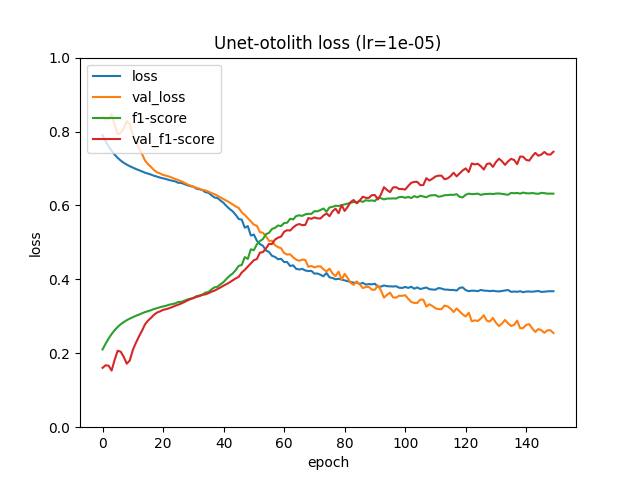 Unet-otolith loss (lr=1e-05)
1.0
0.8
0.6
0.4
0.2
0.0
loss
loss
val_loss
f1-score
val_f1-score
0 20 40 60 80 100 120 140
epoch